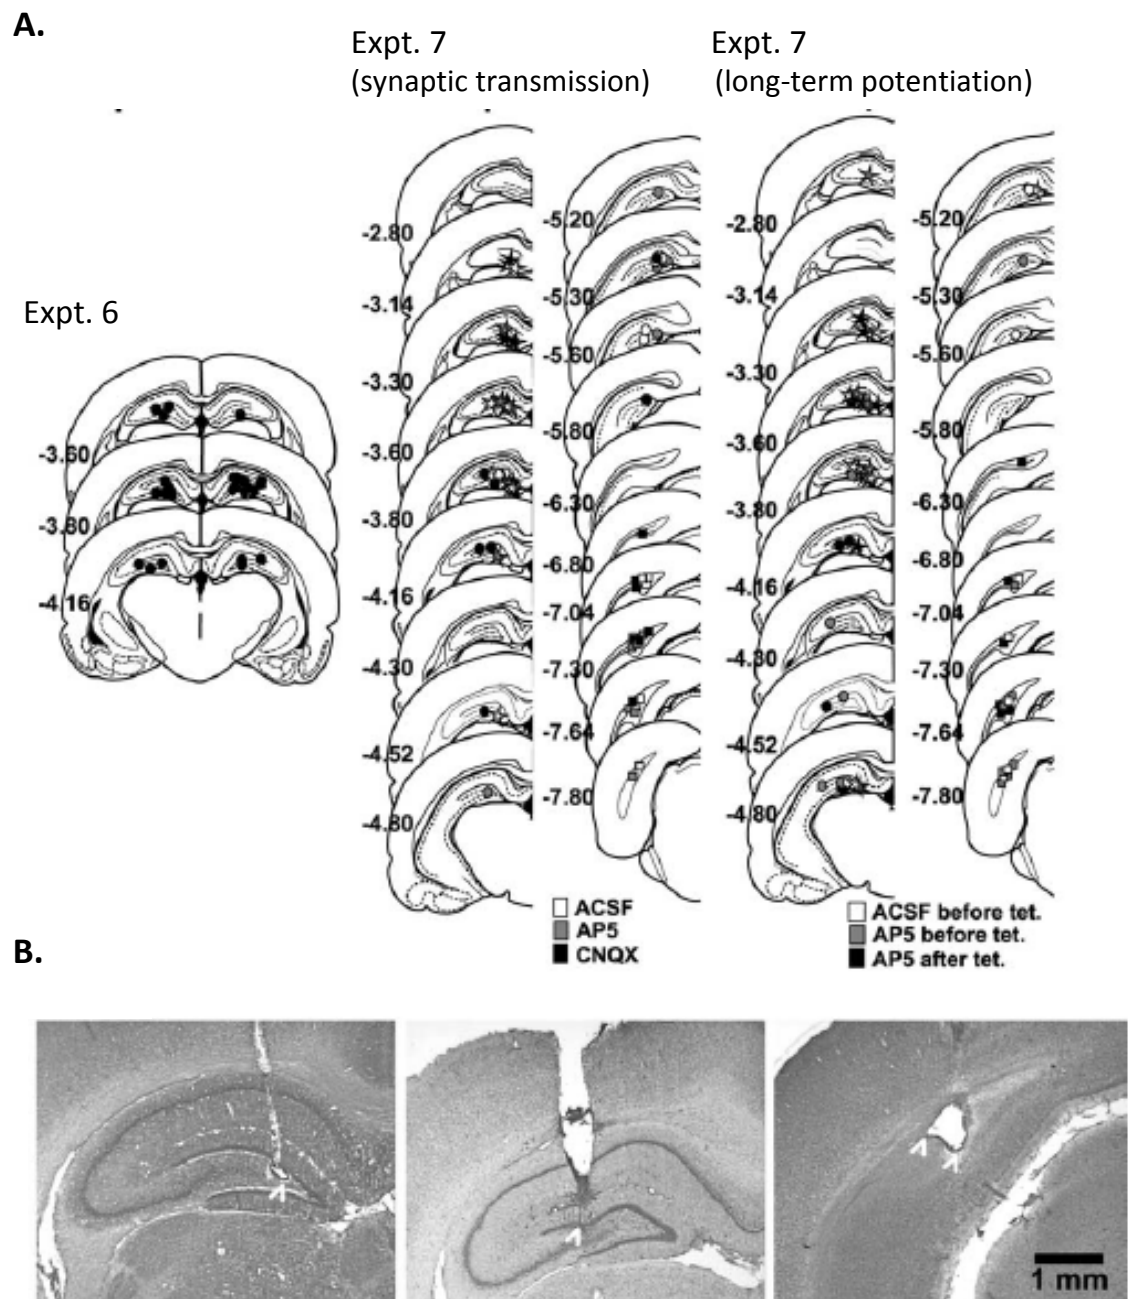 A.
Expt. 7
(synaptic transmission)
Expt. 7
(long-term potentiation)
Expt. 6
-3.60
-3.80
-4.16
-2.80
-3.14
-3.30
-3.60
-3.80
-4.16
-4.30
-4.52
-4.80
-5.20
-5.30
-5.60
-5.80
-6.30
-6.80
-7.04
-7.30
-7.64
-7.80
ACSF
AP5
CNQX
-2.80
-3.14
-3.30
-3.60
-3.80
-4.16
-4.30
-4.52
-4.80
-5.20
-5.30
-5.60
-5.80
-6.30
-6.80
-7.04
-7.30
-7.64
-7.80
ACSF before tet.
AP5 before tet.
AP5 after tet.
B.
1 mm